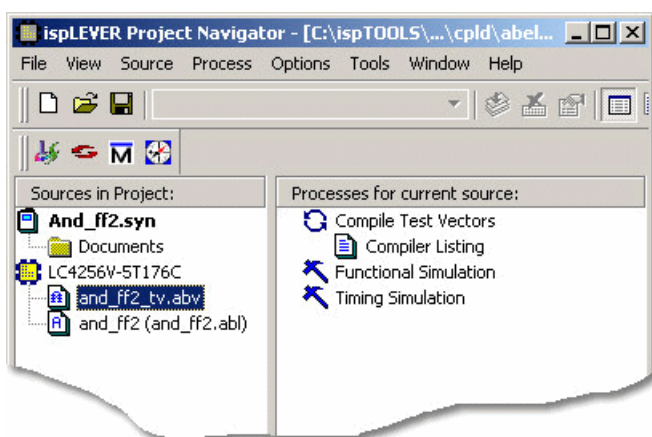 ispLEVER Project Navigator - [C:\ispTOOLS\...\cpld\abel...
File View Source Process Options Tools Window Help
Sources in Project:
And_ff2.syn
Documents
LC4256V-5T176C
and_ff2_tv.abv
and_ff2 (and_ff2.abl)
Processes for current source:
Compile Test Vectors
Compiler Listing
Functional Simulation
Timing Simulation